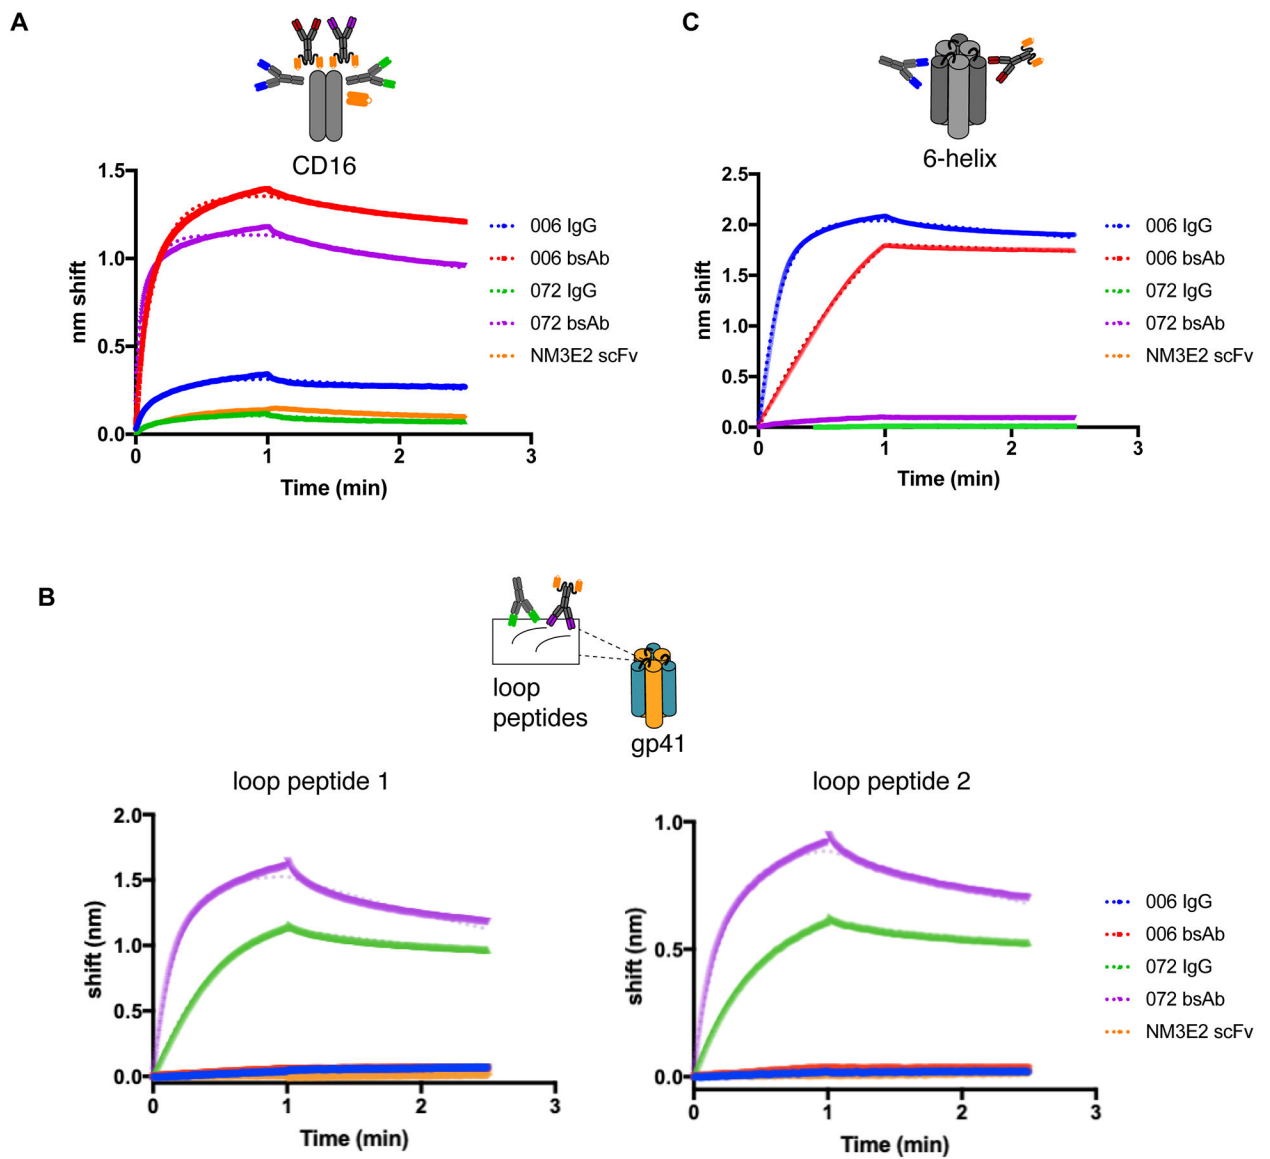 A
CD16
1.5
1.0
0.5
0.0
nm shift
0
1
2
3
Time (min)
006 IgG
006 bsAb
072 IgG
072 bsAb
NM3E2 scFv
C
6-helix
2.5
2.0
1.5
1.0
0.5
0.0
nm shift
0
1
2
3
Time (min)
006 IgG
006 bsAb
072 IgG
072 bsAb
NM3E2 scFv
B
loop
peptides
gp41
loop peptide 1
2.0
1.5
1.0
0.5
0.0
shift (nm)
0
1
2
3
Time (min)
loop peptide 2
1.0
0.5
0.0
shift (nm)
0
1
2
3
Time (min)
006 IgG
006 bsAb
072 IgG
072 bsAb
NM3E2 scFv